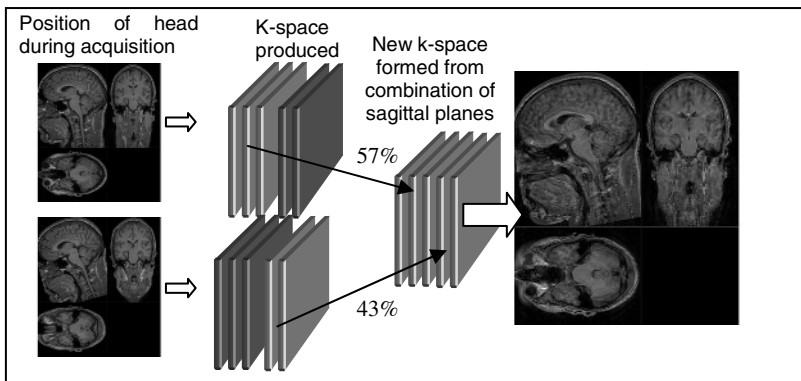 Position of head
during acquisition
K-space
produced
New k-space
formed from
combination of
sagittal planes
57%
43%